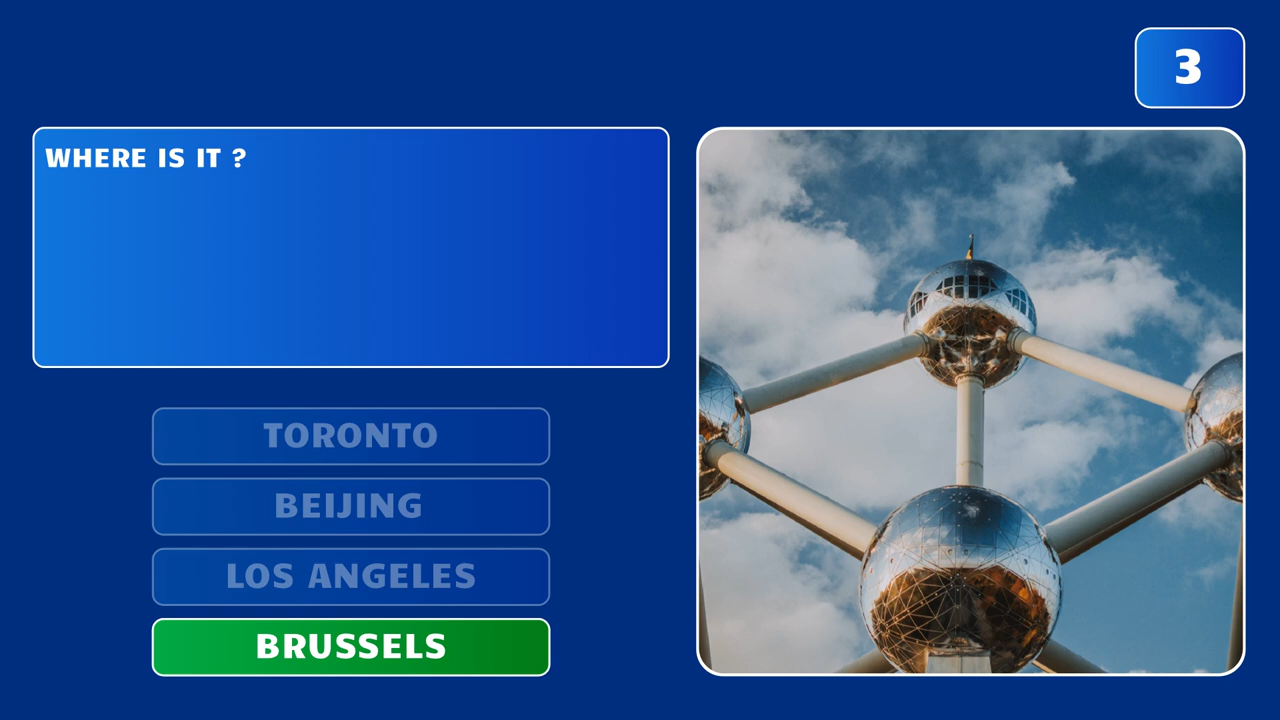 3
WHERE IS IT ?
TORONTO
BEIJING
LOS ANGELES
BRUSSELS